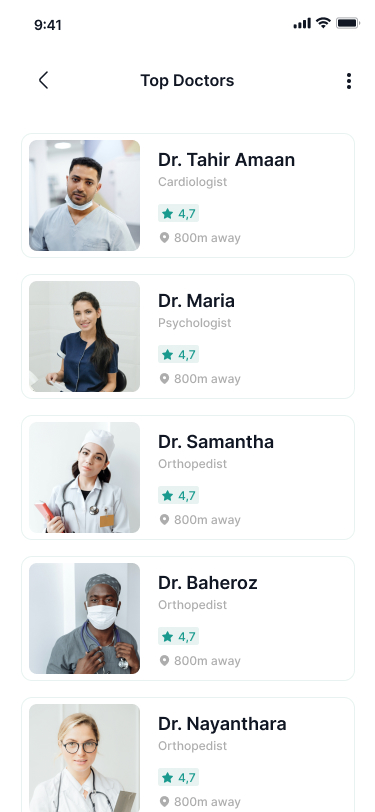 9:41
Top Doctors
Dr. Tahir Amaan
Cardiologist
4,7
800m away
Dr. Maria
Psychologist
4,7
800m away
Dr. Samantha
Orthopedist
4,7
800m away
Dr. Baheroz
Orthopedist
4,7
800m away
Dr. Nayanthara
Orthopedist
4,7
800m away